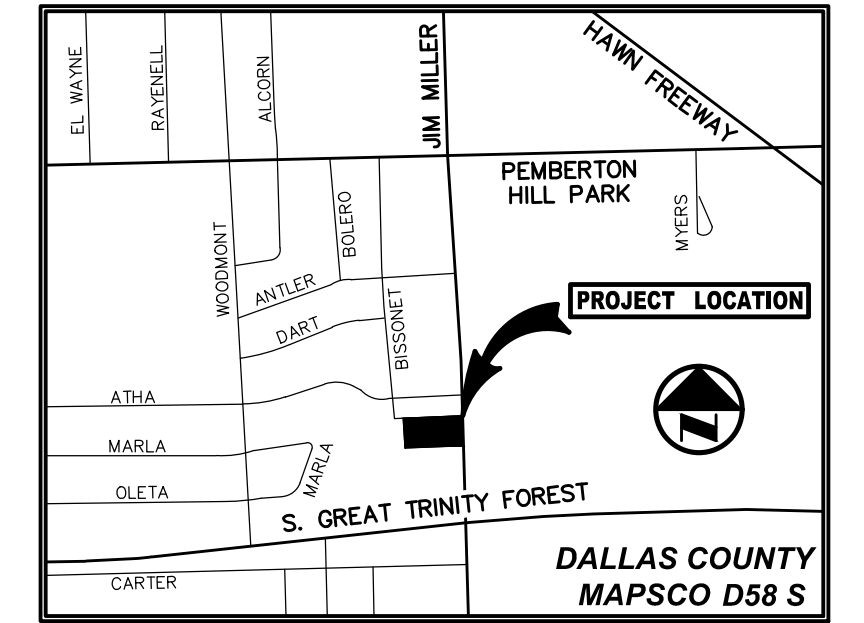 EL WAYNE
RAYENELL
ALCORN
JIM MILLER
HAWN FREEWAY
PEMBERTON
HILL PARK
MYERS
WOODMONT
BOLERO
ANTLER
DART
BISSONET
PROJECT LOCATION
ATHA
MARLA
MARLA
OLETA
N
S. GREAT TRINITY FOREST
CARTER
DALLAS COUNTY
MAPSCO D58 S